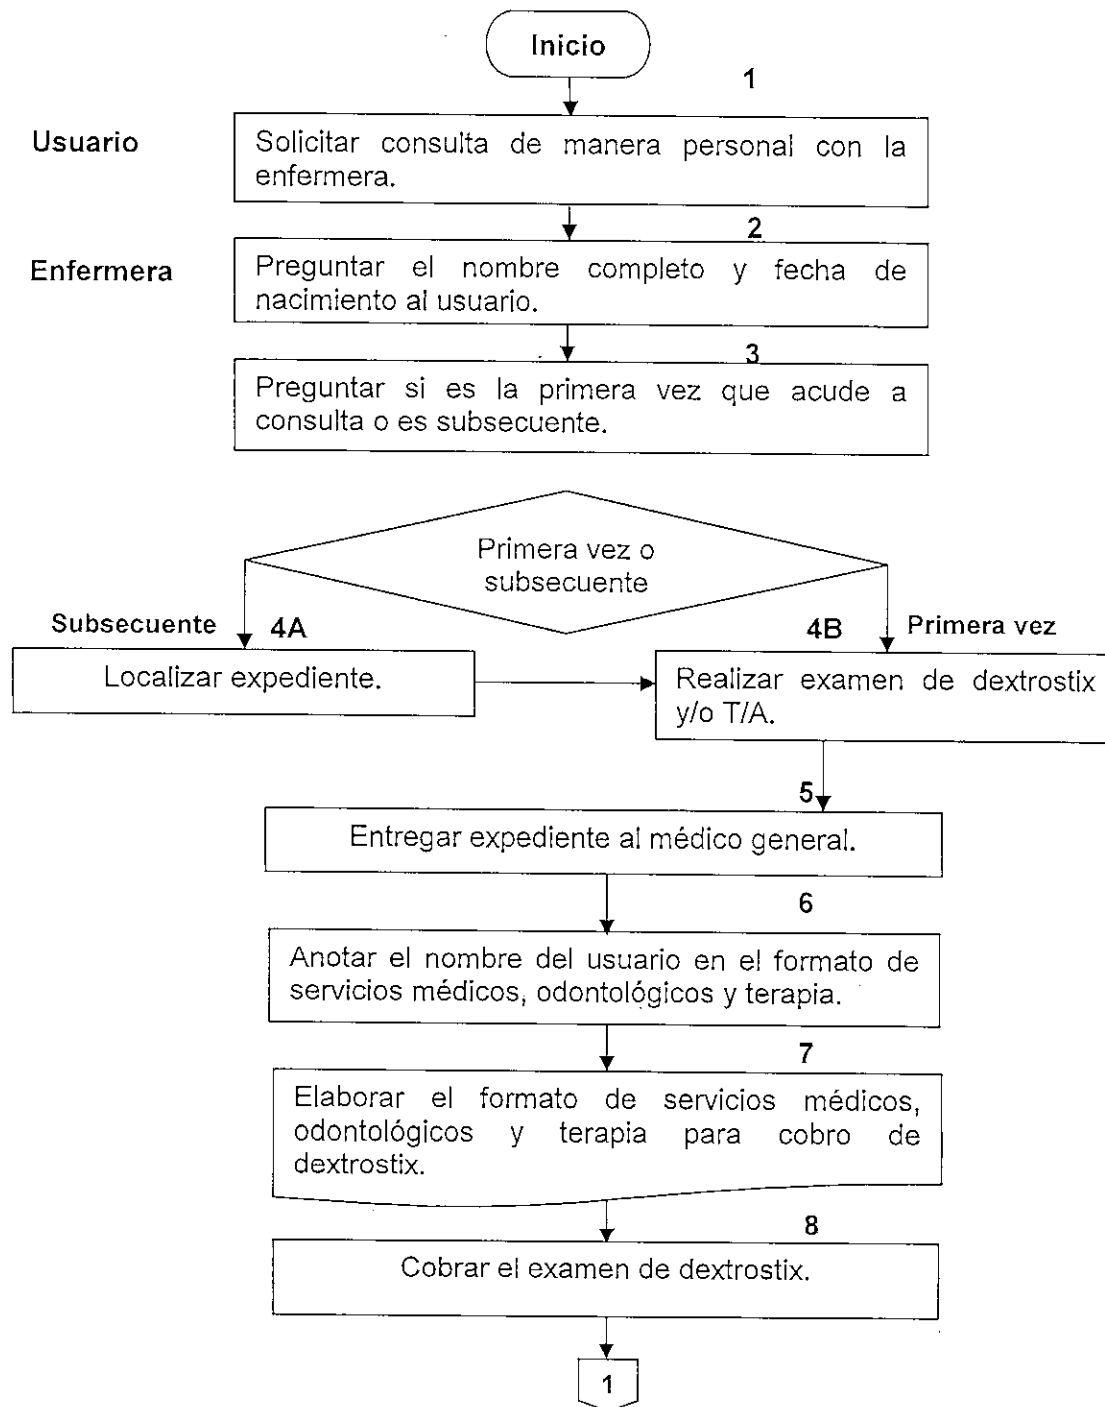 Inicio
1
Usuario
Solicitar consulta de manera personal con la
enfermera.
2
Enfermera
Preguntar el nombre completo y fecha de
nacimiento al usuario.
3
Preguntar si es la primera vez que acude a
consulta o es subsecuente.
Primera vez o
subsecuente
Subsecuente
4A
4B
Primera vez
Localizar expediente.
Realizar examen de dextrostix
y/o T/A.
5
Entregar expediente al médico general.
6
Anotar el nombre del usuario en el formato de
servicios médicos, odontológicos y terapia.
7
Elaborar el formato de servicios médicos,
odontológicos y terapia para cobro de
dextrostix.
8
Cobrar el examen de dextrostix.
1